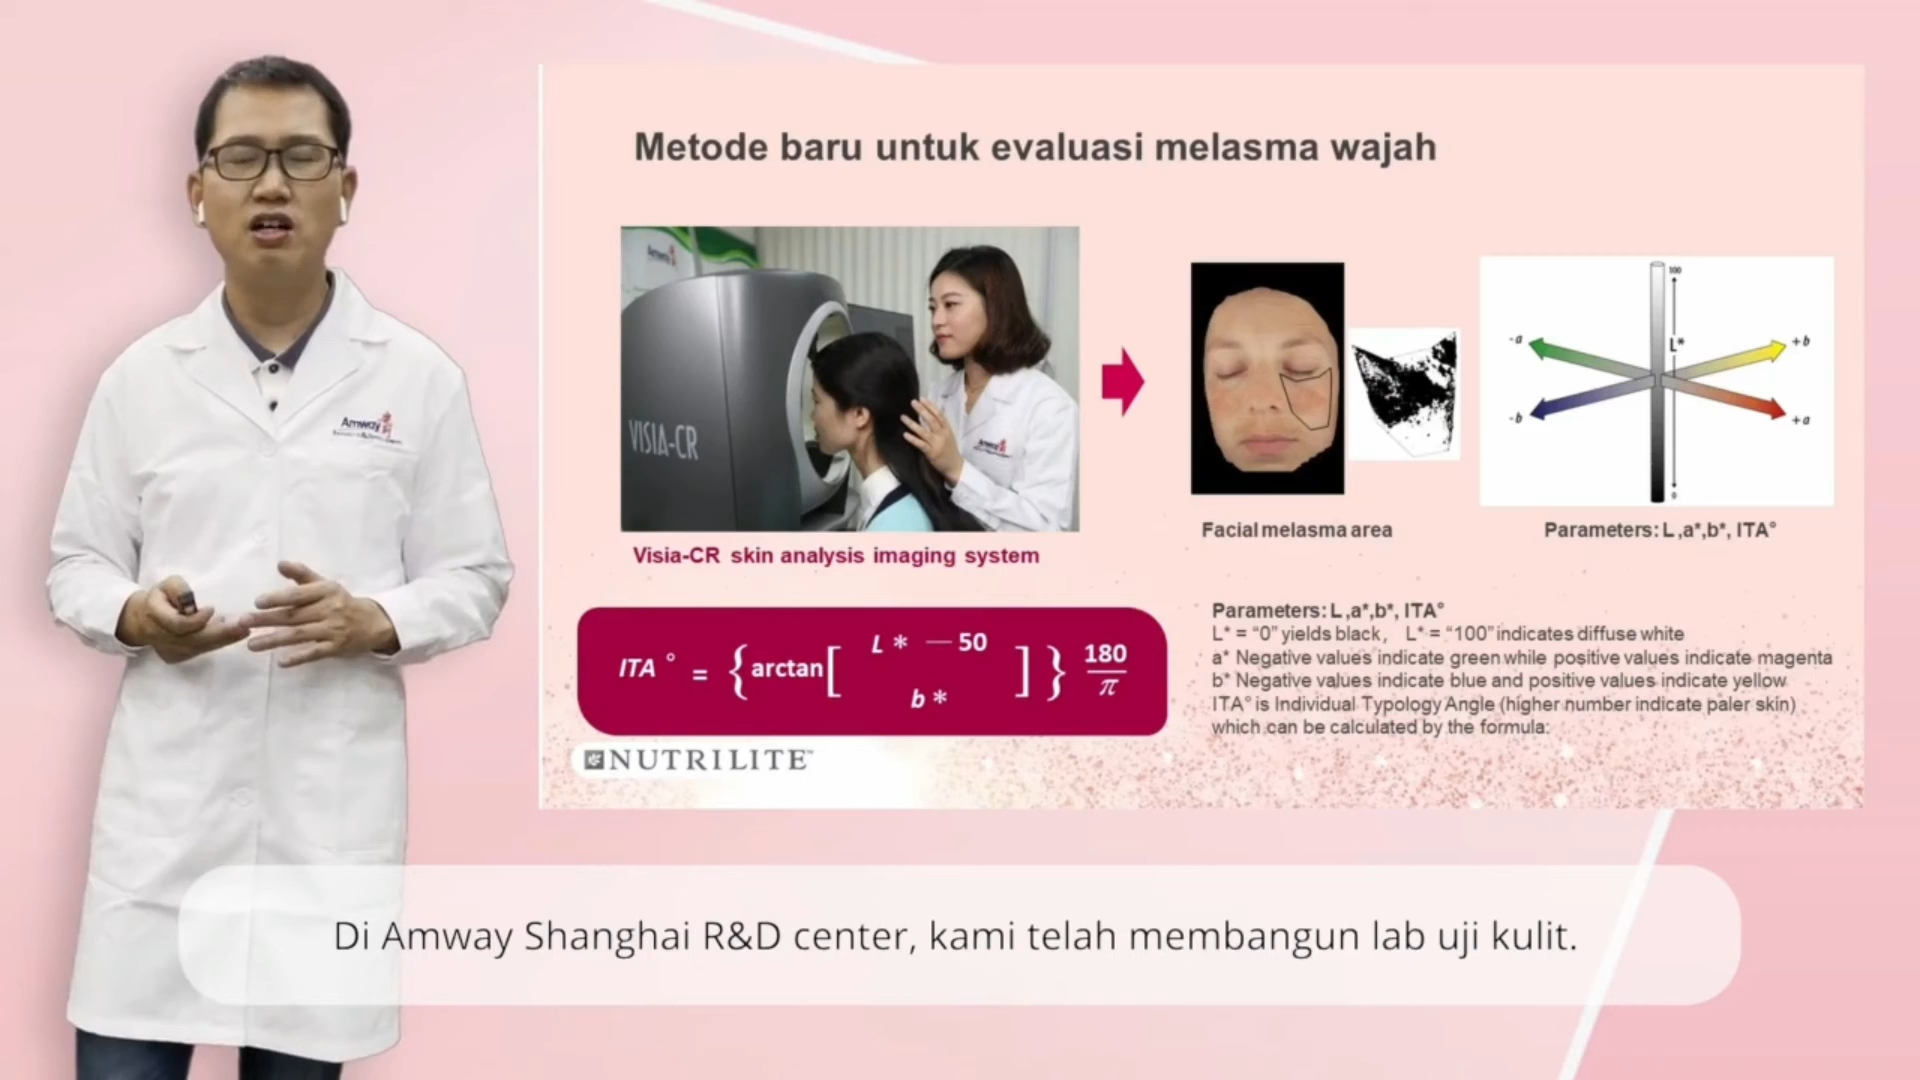 Metode baru untuk evaluasi melasma wajah
Amway
VISIA-CR
Visia-CR skin analysis imaging system
Facial melasma area
100
L*
0
-a
+b
-b
+a
Parameters: L ,a*,b*, ITA°
ITA ° = {arctan[ L * — 50 / b * ] } 180 / π
Parameters: L ,a*,b*, ITA°
L* = “0” yields black, L* = “100” indicates diffuse white
a* Negative values indicate green while positive values indicate magenta
b* Negative values indicate blue and positive values indicate yellow
ITA° is Individual Typology Angle (higher number indicate paler skin)
which can be calculated by the formula:
NUTRILITE™
Amway
Di Amway Shanghai R&D center, kami telah membangun lab uji kulit.